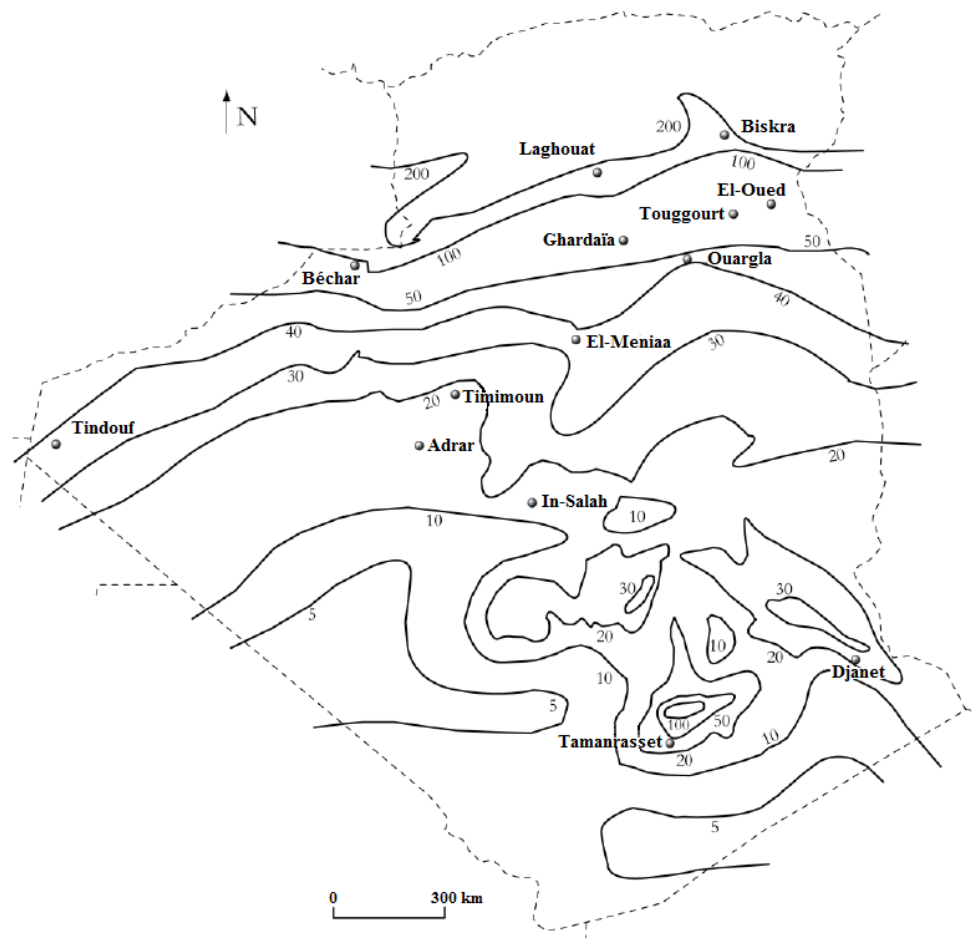 N
200
Biskra
Laghouat
100
200
El-Oued
Touggourt
Ghardaïa
50
100
Ouargla
Béchar
50
40
40
El-Meniaa
30
30
20
Timimoun
Tindouf
Adrar
20
In-Salah
10
10
30
30
5
20
10
20
10
Djanet
5
50
100
10
Tamanrasset
20
5
0 300 km